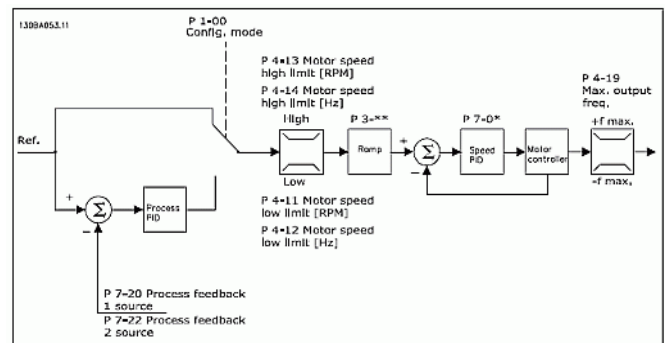 130BA053.11
P 1-00
Config. mode
P 4-13 Motor speed
high limit [RPM]
P 4-14 Motor speed
high limit [Hz]
P 4-19
Max. output
freq.
High
P 3-**
P 7-0*
+f max.
Ref.
Ramp
+
Σ
_
Speed
PID
Motor
controller
Low
-f max.
+
Σ
_
Process
PID
P 4-11 Motor speed
low limit [RPM]
P 4-12 Motor speed
low limit [Hz]
P 7-20 Process feedback
1 source
P 7-22 Process feedback
2 source